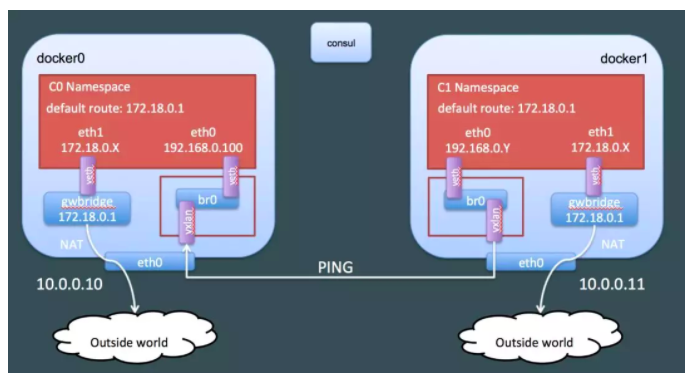 consul
docker0
C0 Namespace
default route: 172.18.0.1
eth1
172.18.0.X
eth0
192.168.0.100
veth
veth
gwbridge
172.18.0.1
br0
vxlan
NAT
eth0
10.0.0.10
Outside world
PING
docker1
C1 Namespace
default route: 172.18.0.1
eth0
192.168.0.Y
eth1
172.18.0.X
veth
veth
br0
vxlan
gwbridge
172.18.0.1
NAT
eth0
10.0.0.11
Outside world